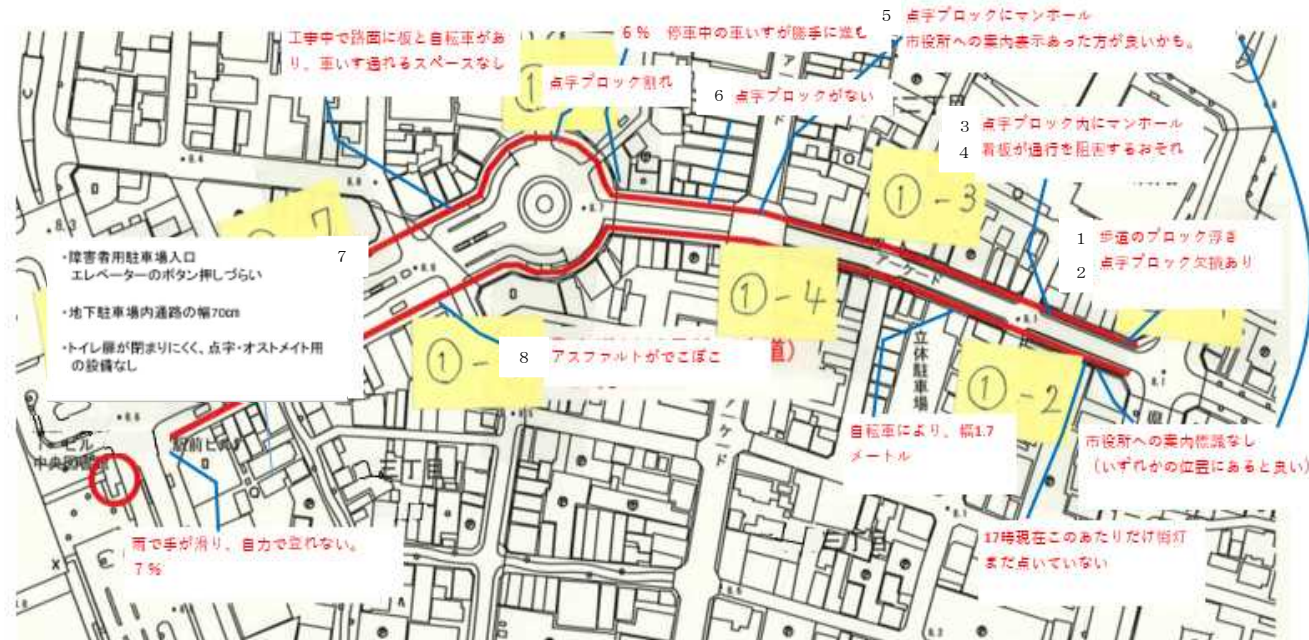 5 点字ブロックにマンホール
市役所への案内表示あった方が良いかも。
工事中で路面に板と自転車があ
り、車いす通れるスペースなし
6% 停車中の車いすが勝手に進む
点字ブロック割れ
6 点字ブロックがない
3 点字ブロック内にマンホール
4 看板が通行を阻害するおそれ
①-3
1 歩道のブロック浮き
2 点字ブロック欠損あり
7
・障害者用駐車場入口
エレベーターのボタン押しづらい
・地下駐車場内通路の幅70cm
・トイレ扉が閉まりにくく、点字・オストメイト用
の設備なし
アーケード
①-4
①-
8 アスファルトがでこぼこ
道)
立体駐車場
①-2
アーケード
自転車により、幅1.7
メートル
市役所への案内標識なし
(いずれかの位置にあると良い)
中央図書館
雨で手が滑り、自力で登れない。
7%
17時現在このあたりだけ街灯
まだ点いていない